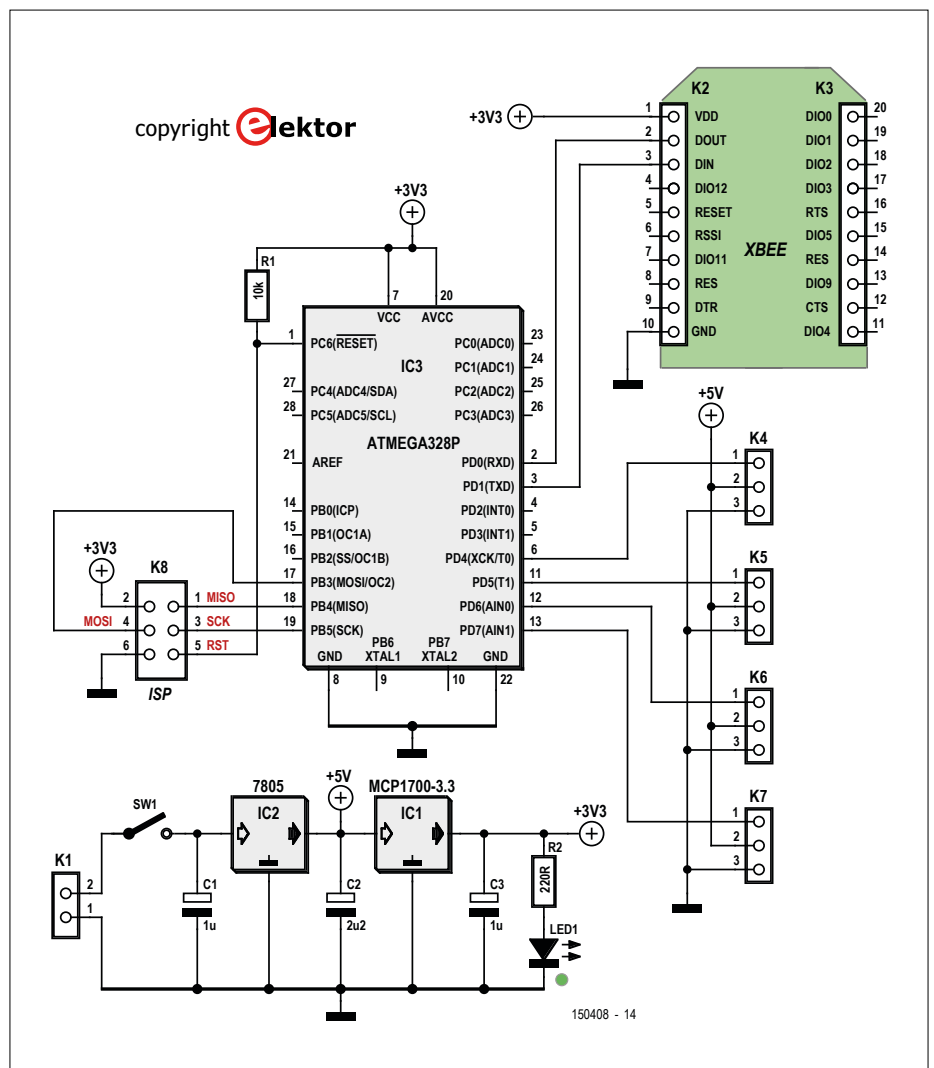 copyright elektor
K2 K3
+3V3
1 VDD DIO0 20
2 DOUT DIO1 19
3 DIN DIO2 18
4 DIO12 DIO3 17
5 RESET RTS 16
6 RSSI DIO5 15
XBEE
7 DIO11 RES 14
8 RES DIO9 13
9 DTR CTS 12
10 GND DIO4 11
+3V3
R1
10k
7 20
VCC AVCC
1 PC6(RESET) PC0(ADC0) 23
IC3
PC1(ADC1) 24
27 PC4(ADC4/SDA) PC2(ADC2) 25
28 PC5(ADC5/SCL) PC3(ADC3) 26
ATMEGA328P
21 AREF PD0(RXD) 2
PD1(TXD) 3
14 PB0(ICP) PD2(INT0) 4
15 PB1(OC1A) PD3(INT1) 5
16 PB2(SS/OC1B) PD4(XCK/T0) 6
17 PB3(MOSI/OC2) PD5(T1) 11
18 PB4(MISO) PD6(AIN0) 12
19 PB5(SCK) PD7(AIN1) 13
PB6 PB7
GND XTAL1 XTAL2 GND
8 9 10 22
+5V
K4
1
2
3
K5
1
2
3
K6
1
2
3
K7
1
2
3
+3V3
K8
2 1 MISO
MOSI 4 3 SCK
6 5 RST
ISP
SW1
7805
IC2
+5V
MCP1700-3.3
IC1
+3V3
K1
2
1
C1
1u
C2
2u2
C3
1u
R2
220R
LED1
150408 - 14